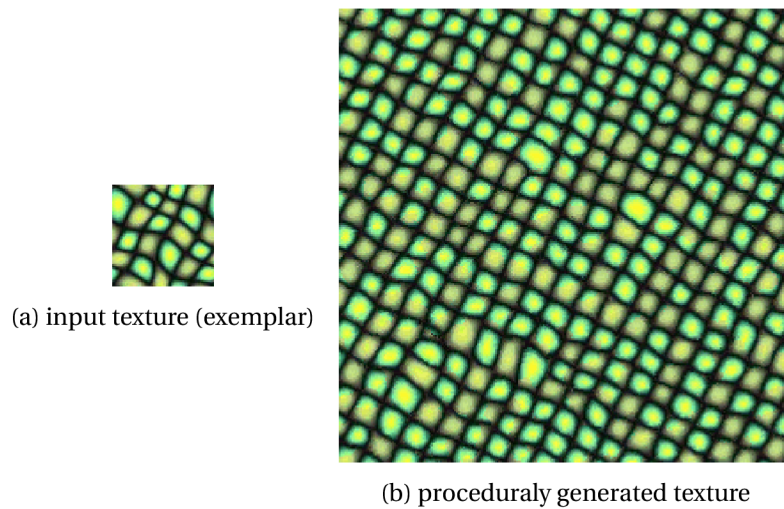 (a) input texture (exemplar)
(b) proceduraly generated texture